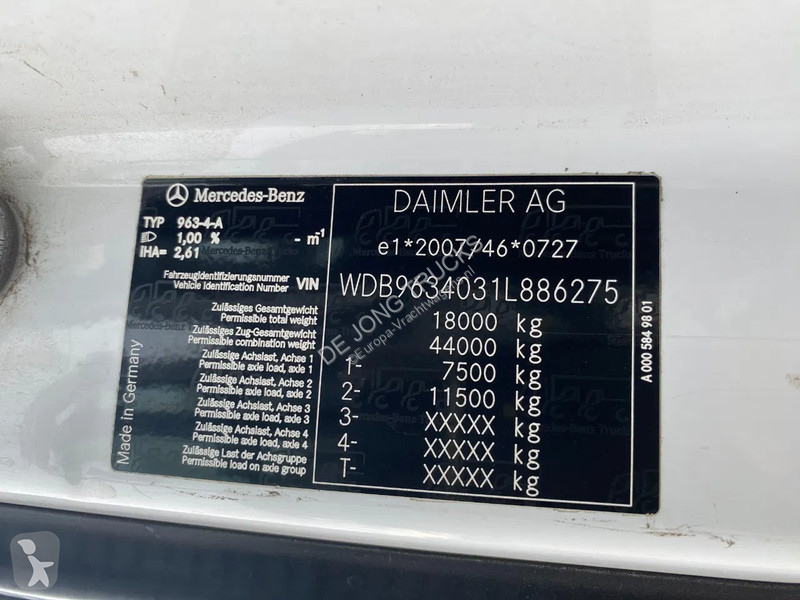 Mercedes-Benz
TYP 963-4-A
1,00 % - m⁻¹
IHA= 2,61
DAIMLER AG
e1*2007/46*0727
Fahrzeugidentifizierungsnummer
Vehicle Identification Number VIN WDB9634031L886275
Zulässiges Gesamtgewicht
Permissible total weight 18000 kg
Zulässiges Zug-Gesamtgewicht
Permissible combination weight 44000 kg
Zulässige Achslast, Achse 1
Permissible axle load, axle 1 1- 7500 kg
Zulässige Achslast, Achse 2
Permissible axle load, axle 2 2- 11500 kg
Zulässige Achslast, Achse 3
Permissible axle load, axle 3 3- XXXXX kg
Zulässige Achslast, Achse 4
Permissible axle load, axle 4 4- XXXXX kg
Zulässige Last der Achsgruppe
Permissible load on axle group T- XXXXX kg
Made in Germany
A 000 584 98 01
DE JONG TRUCKS
©Europa-Vrachtwagens.nl